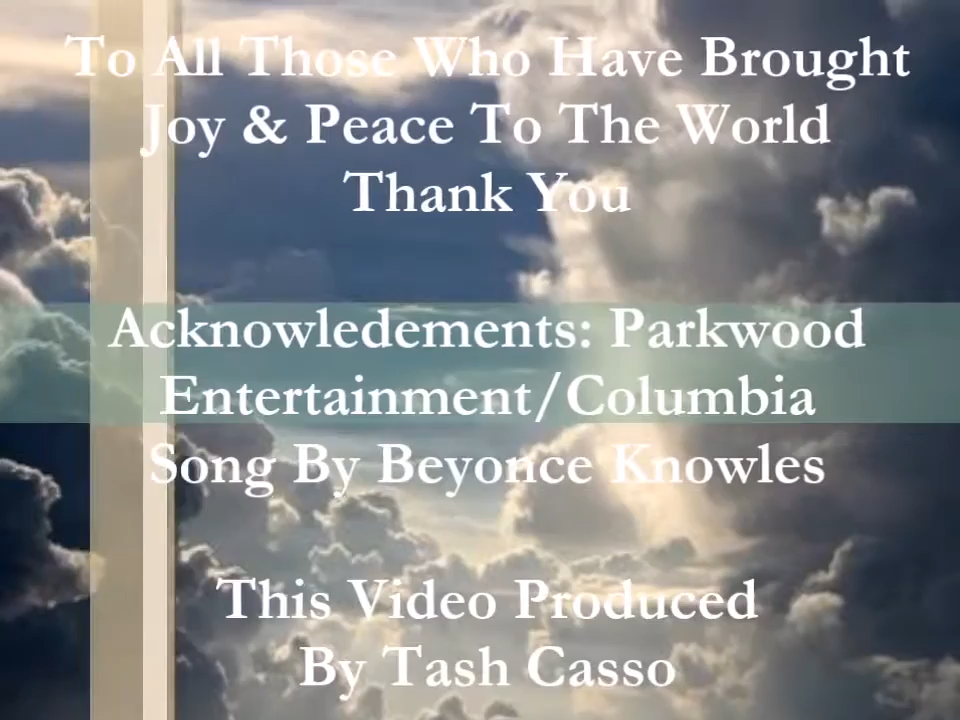 To All Those Who Have Brought
Joy & Peace To The World
Thank You
Acknowledements: Parkwood
Entertainment/Columbia
Song By Beyonce Knowles
This Video Produced
By Tash Casso